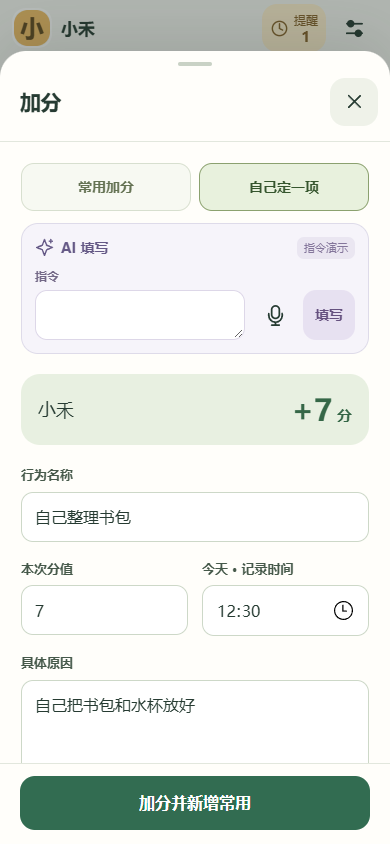 小 小禾 提醒 1
加分
常用加分 自己定一项
AI 填写 指令演示
指令
填写
小禾 +7 分
行为名称
自己整理书包
本次分值 今天 • 记录时间
7 12:30
具体原因
自己把书包和水杯放好
加分并新增常用